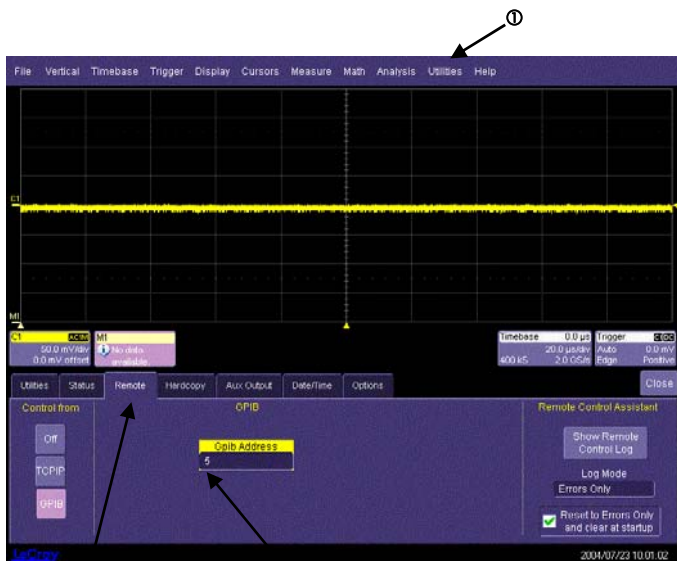 ①
File Vertical Timebase Trigger Display Cursors Measure Math Analysis Utilities Help
C1
M1
C1 AC1M
50.0 mV/div
0.0 mV offset
M1
No data
available
Timebase 0.0 µs
20.0 µs/div
400 kS 2.0 GS/s
Trigger C1 DC
Auto 0.0 mV
Edge Positive
Utilities Status Remote Hardcopy Aux Output Date/Time Options Close
Control from
Off
TCPIP
GPIB
GPIB
Gpib Address
5
Remote Control Assistant
Show Remote
Control Log
Log Mode
Errors Only
Reset to Errors Only
and clear at startup
LeCroy
2004/07/23 10:01:02